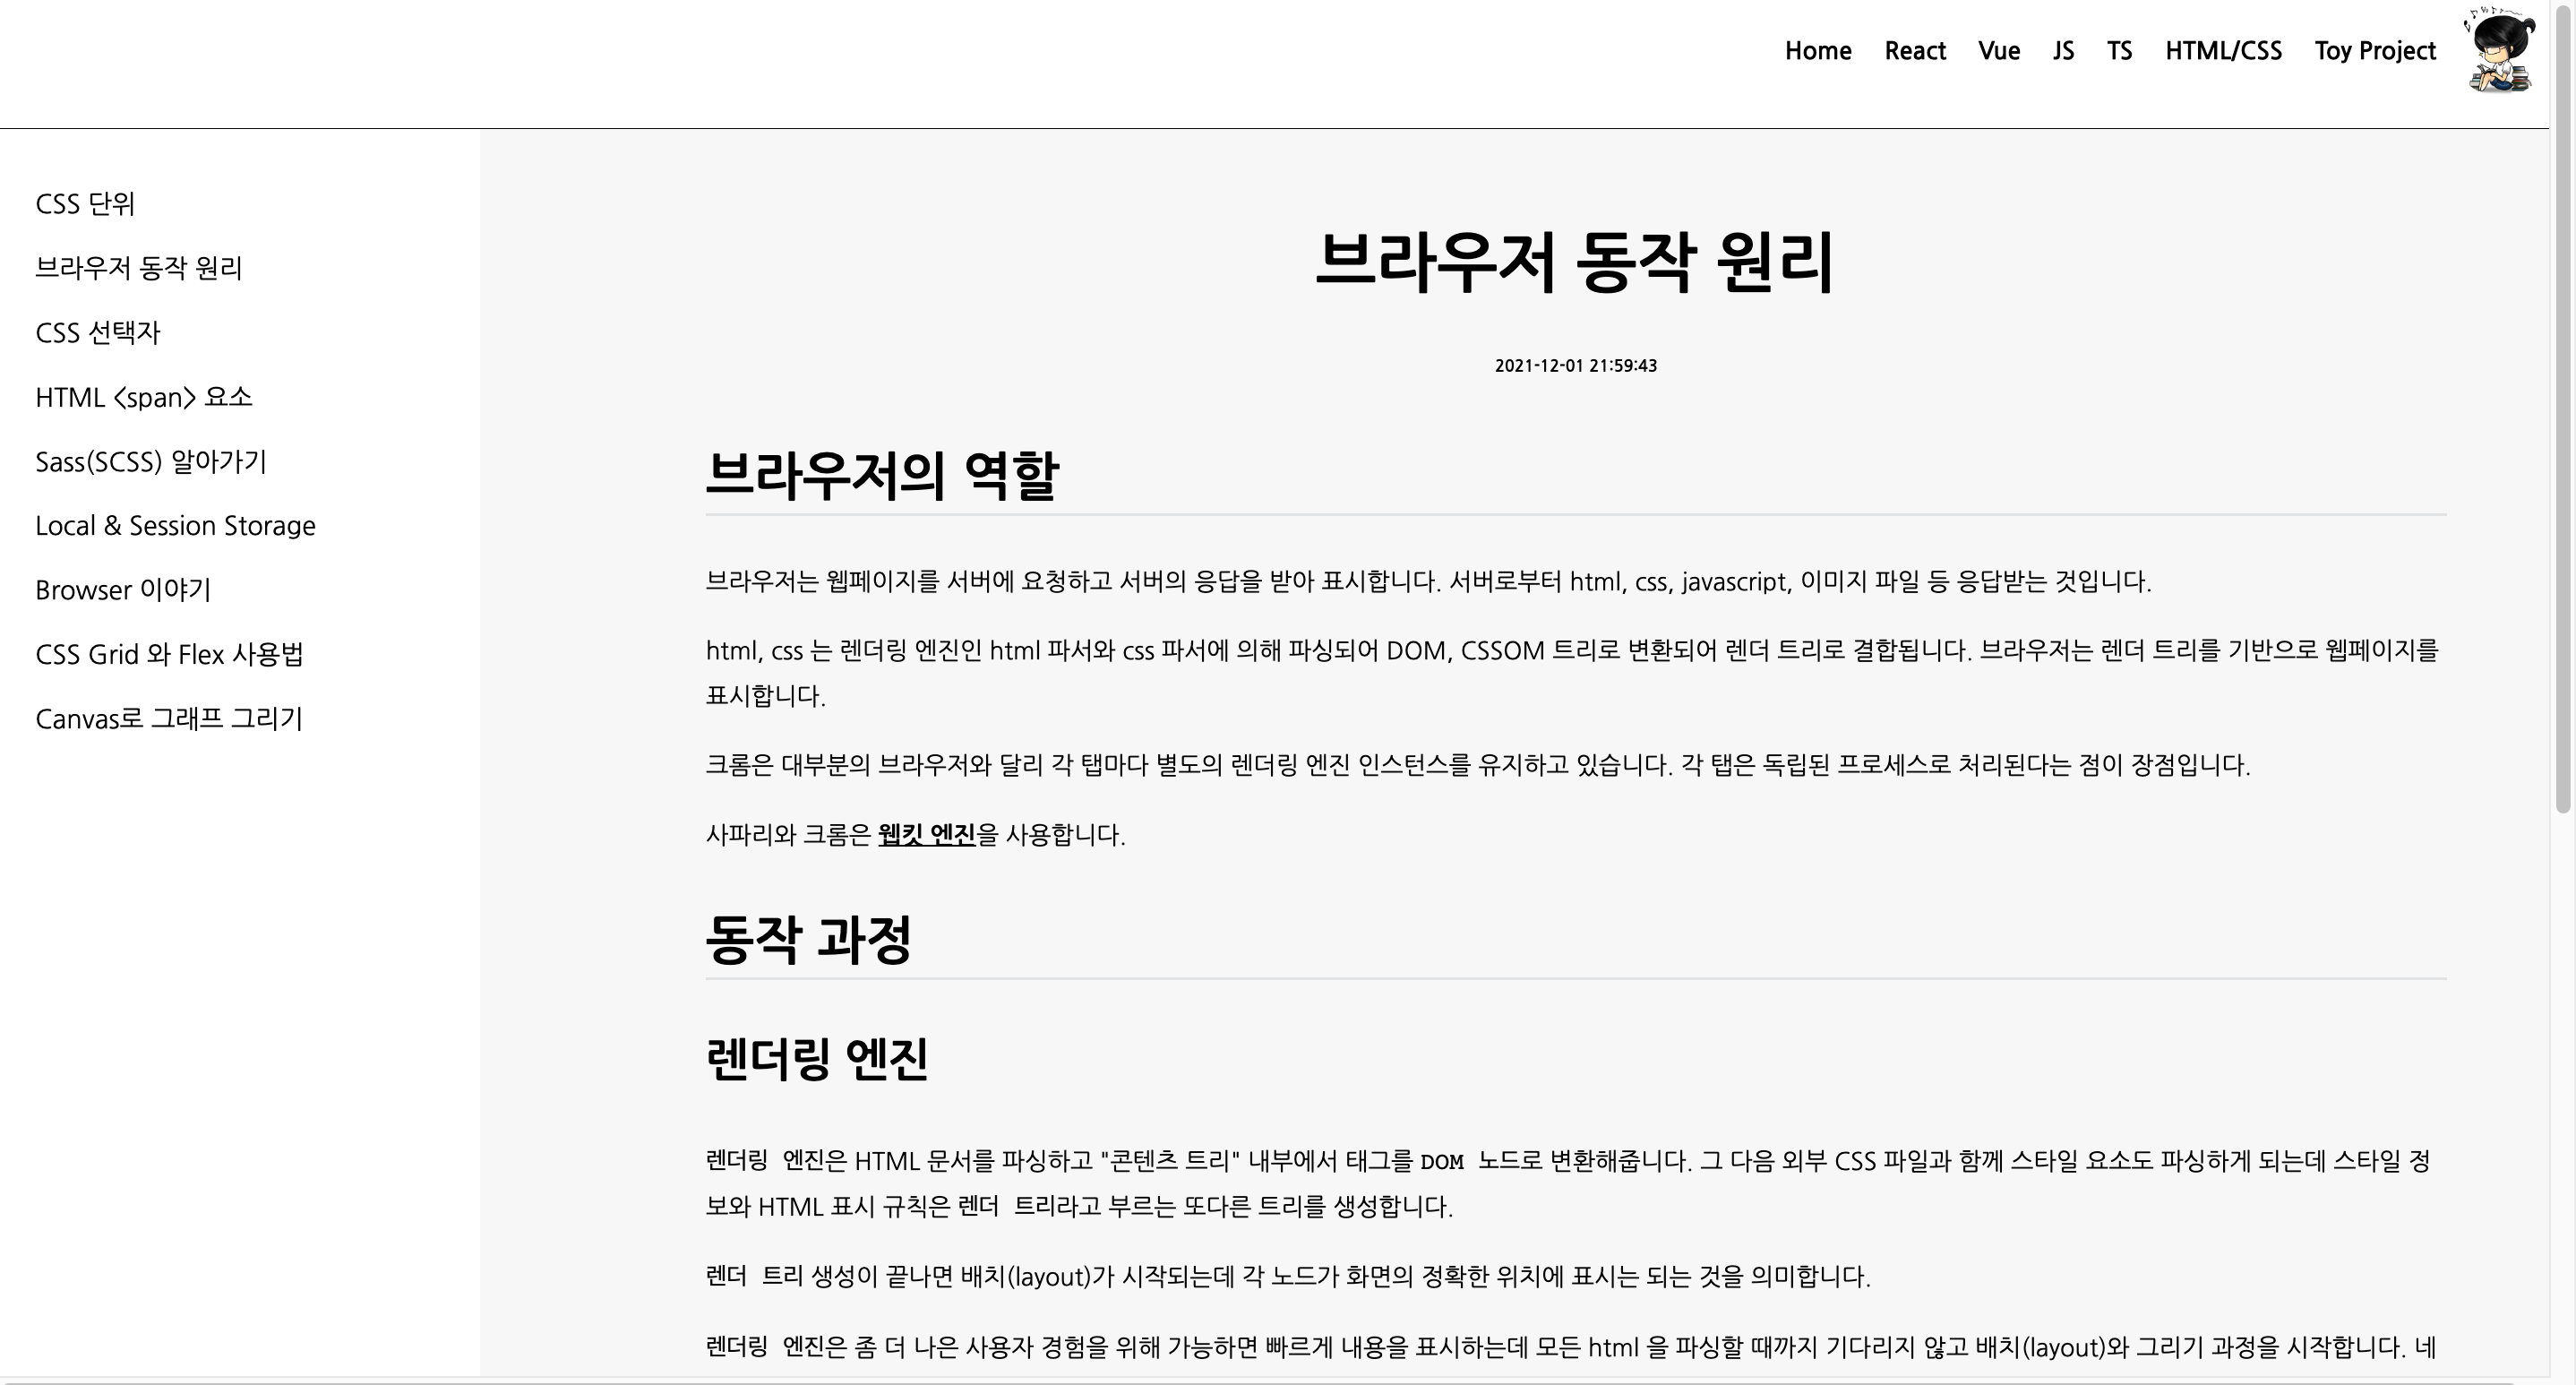 Home React Vue JS TS HTML/CSS Toy Project
CSS 단위
브라우저 동작 원리
CSS 선택자
HTML <span> 요소
Sass(SCSS) 알아가기
Local & Session Storage
Browser 이야기
CSS Grid 와 Flex 사용법
Canvas로 그래프 그리기
브라우저 동작 원리
2021-12-01 21:59:43
브라우저의 역할
브라우저는 웹페이지를 서버에 요청하고 서버의 응답을 받아 표시합니다. 서버로부터 html, css, javascript, 이미지 파일 등 응답받는 것입니다.
html, css 는 렌더링 엔진인 html 파서와 css 파서에 의해 파싱되어 DOM, CSSOM 트리로 변환되어 렌더 트리로 결합됩니다. 브라우저는 렌더 트리를 기반으로 웹페이지를
표시합니다.
크롬은 대부분의 브라우저와 달리 각 탭마다 별도의 렌더링 엔진 인스턴스를 유지하고 있습니다. 각 탭은 독립된 프로세스로 처리된다는 점이 장점입니다.
사파리와 크롬은 웹킷 엔진을 사용합니다.
동작 과정
렌더링 엔진
렌더링 엔진은 HTML 문서를 파싱하고 "콘텐츠 트리" 내부에서 태그를 DOM 노드로 변환해줍니다. 그 다음 외부 CSS 파일과 함께 스타일 요소도 파싱하게 되는데 스타일 정
보와 HTML 표시 규칙은 렌더 트리라고 부르는 또다른 트리를 생성합니다.
렌더 트리 생성이 끝나면 배치(layout)가 시작되는데 각 노드가 화면의 정확한 위치에 표시는 되는 것을 의미합니다.
렌더링 엔진은 좀 더 나은 사용자 경험을 위해 가능하면 빠르게 내용을 표시하는데 모든 html 을 파싱할 때까지 기다리지 않고 배치(layout)와 그리기 과정을 시작합니다. 네